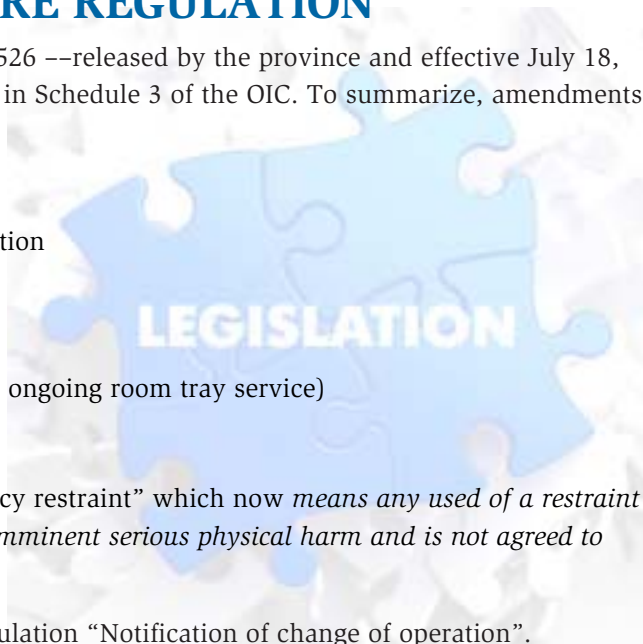 RE REGULATION
526 --released by the province and effective July 18,
in Schedule 3 of the OIC. To summarize, amendments
tion
LEGISLATION
ongoing room tray service)
cy restraint” which now means any used of a restraint
mminent serious physical harm and is not agreed to
ulation “Notification of change of operation”.